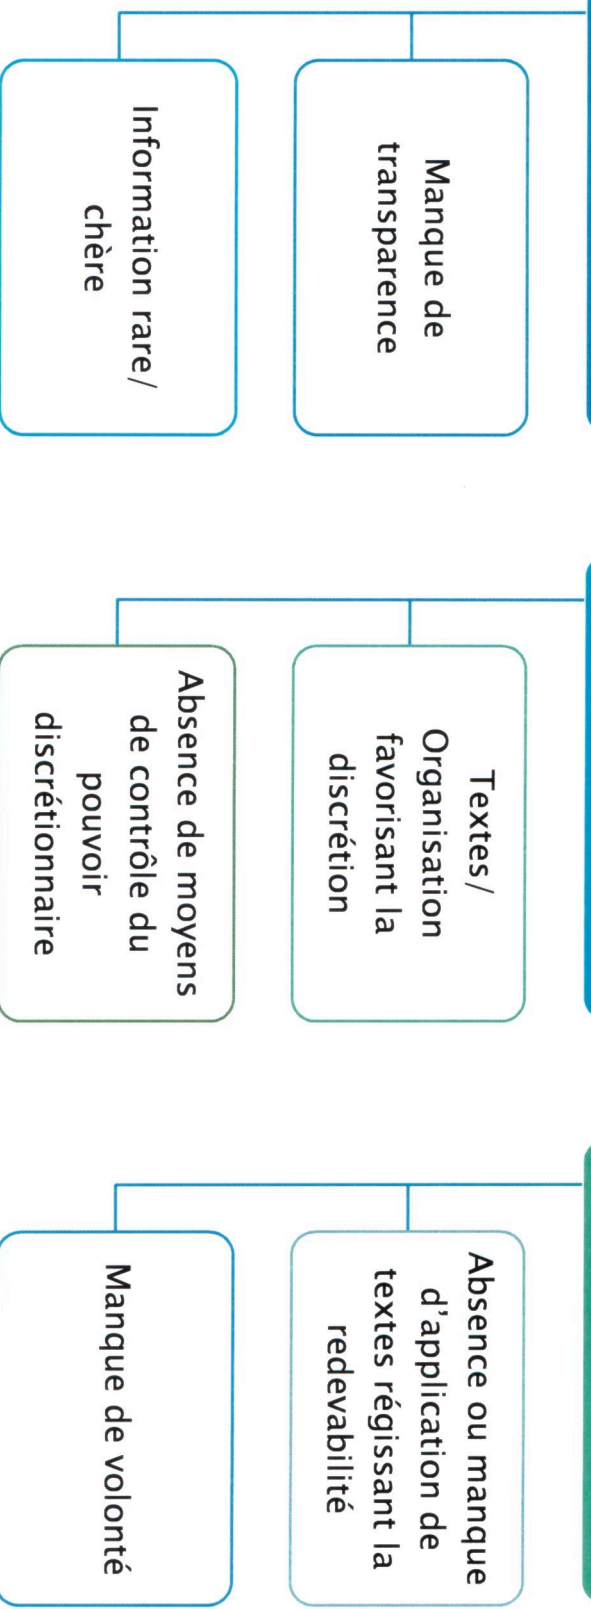 Manque de
transparence
Information rare/
chère
Textes/
Organisation
favorisant la
discrétion
Absence de moyens
de contrôle du
pouvoir
discrétionnaire
Absence ou manque
d'application de
textes régissant la
redevabilité
Manque de volonté